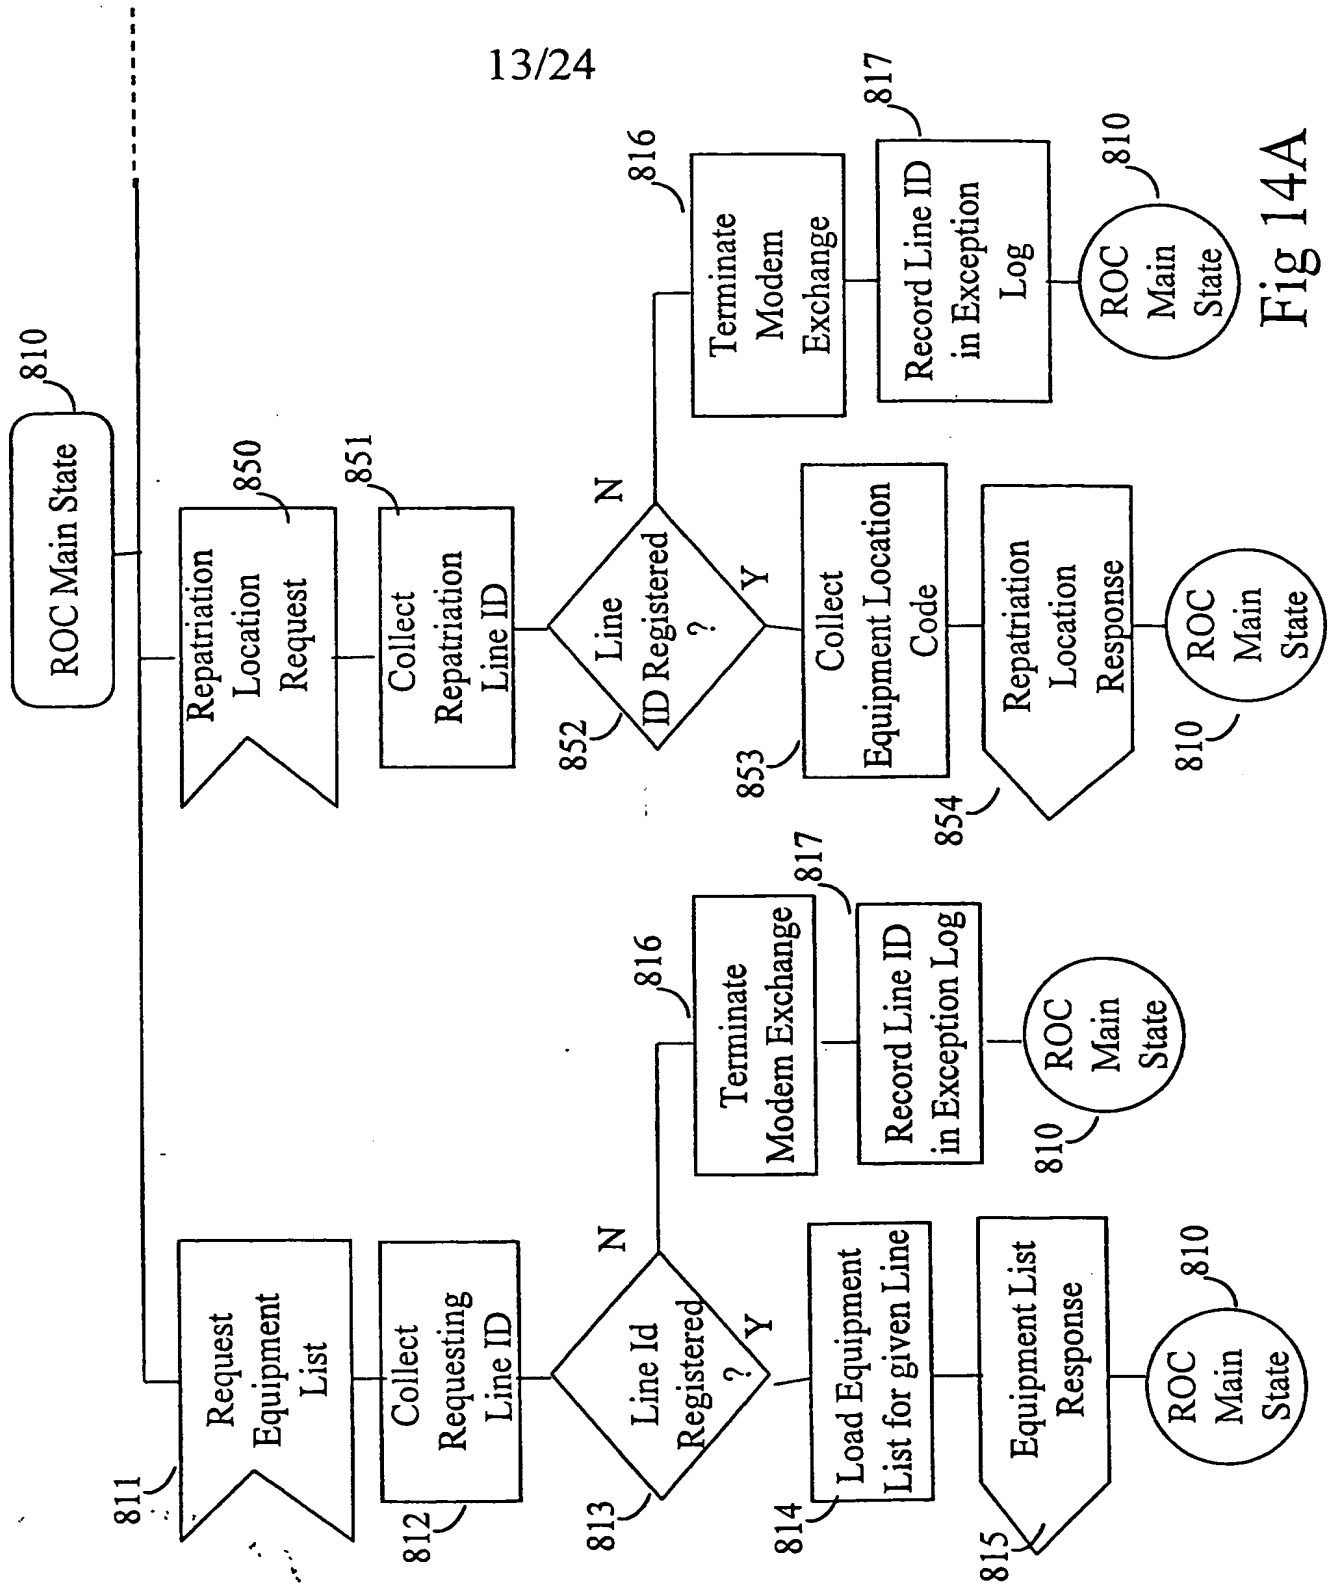 13/24
ROC Main State
810
Request
Equipment
List
811
Collect
Requesting
Line ID
812
Line Id
Registered
?
813
N
Y
Terminate
Modem Exchange
816
Record Line ID
in Exception Log
817
ROC
Main
State
810
Load Equipment
List for given Line
814
Equipment List
Response
815
ROC
Main
State
810
Repatriation
Location
Request
850
Collect
Repatriation
Line ID
851
Line
ID Registered
?
852
N
Y
Terminate
Modem
Exchange
816
Record Line ID
in Exception
Log
817
ROC
Main
State
810
Collect
Equipment Location
Code
853
Repatriation
Location
Response
854
ROC
Main
State
810
Fig 14A